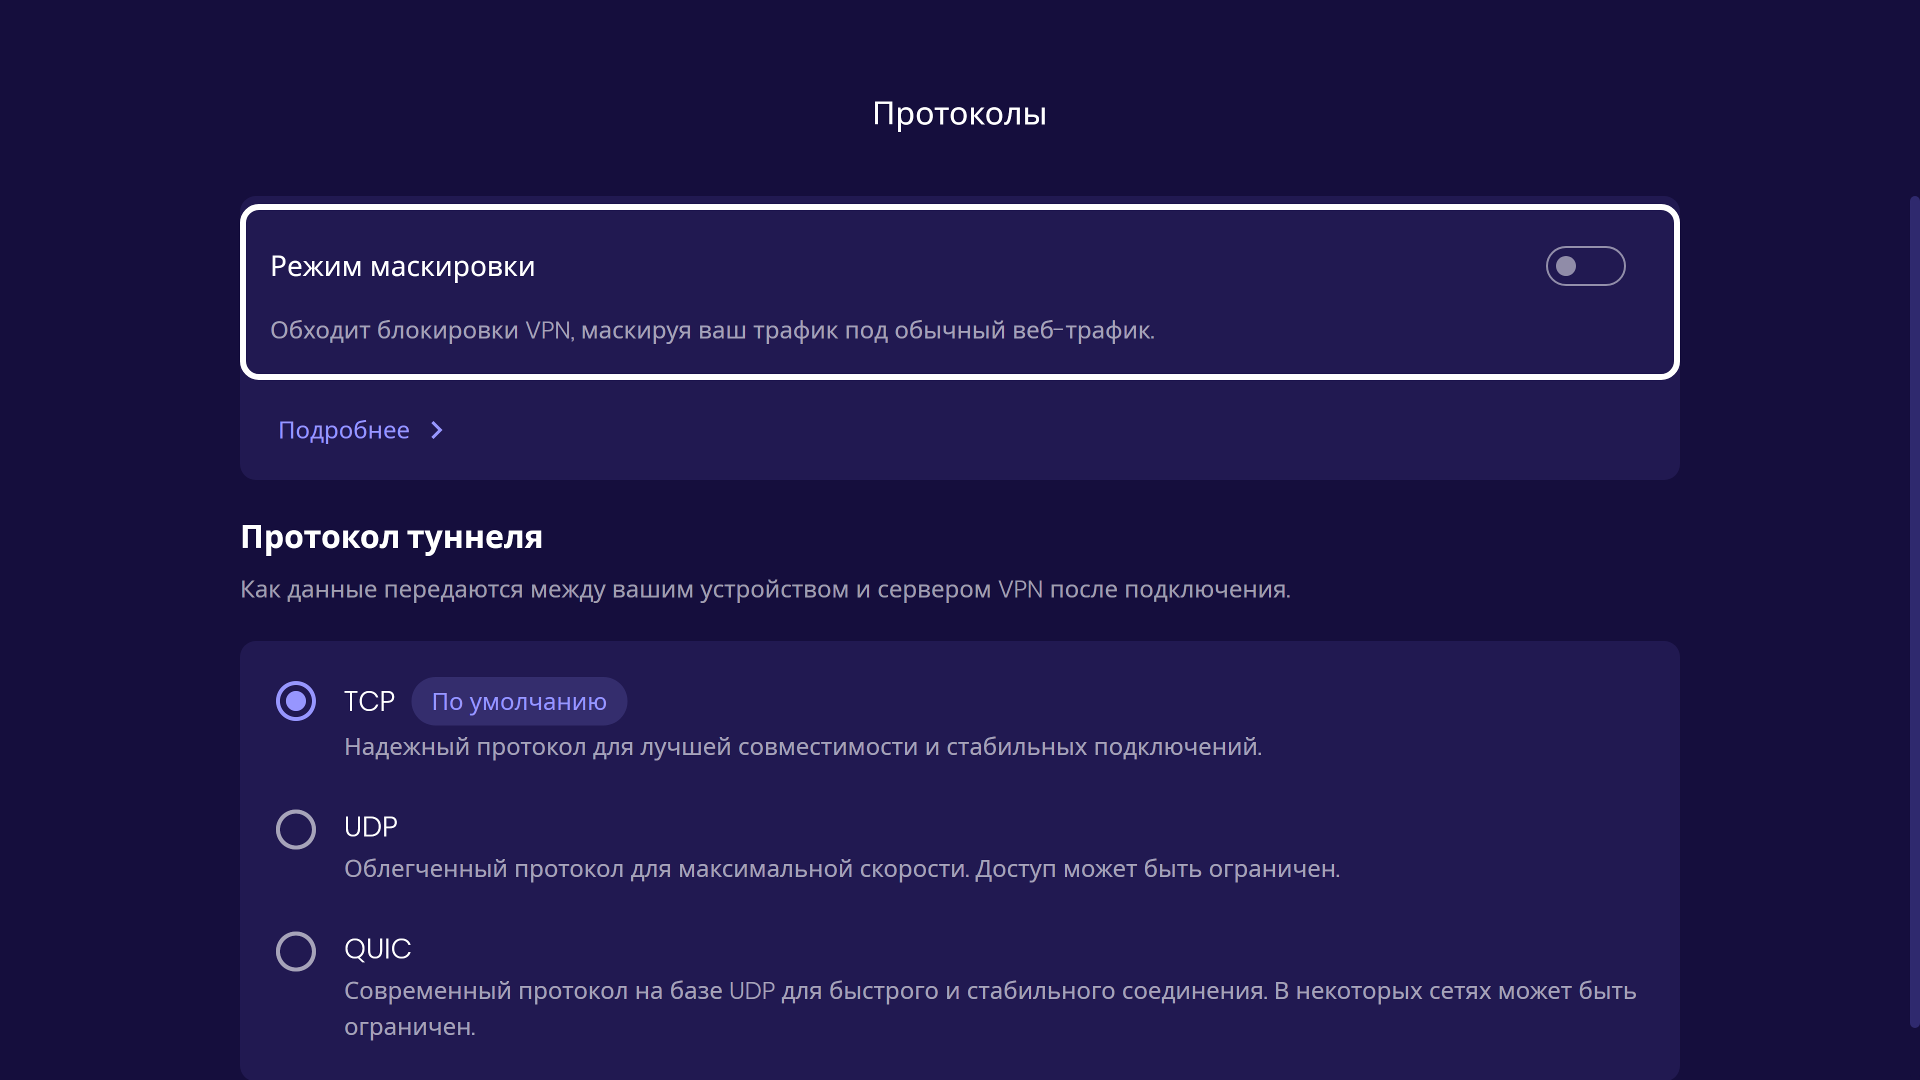 Протоколы
Режим маскировки
Обходит блокировки VPN, маскируя ваш трафик под обычный веб-трафик.
Подробнее
Протокол туннеля
Как данные передаются между вашим устройством и сервером VPN после подключения.
TCP По умолчанию
Надежный протокол для лучшей совместимости и стабильных подключений.
UDP
Облегченный протокол для максимальной скорости. Доступ может быть ограничен.
QUIC
Современный протокол на базе UDP для быстрого и стабильного соединения. В некоторых сетях может быть
ограничен.